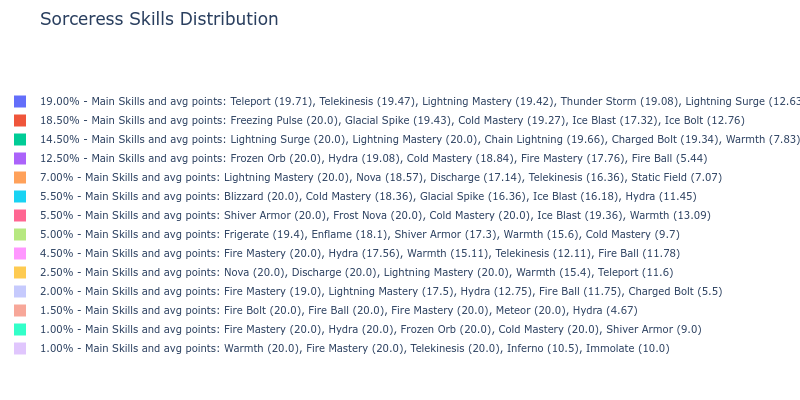 Sorceress Skills Distribution
19.00% - Main Skills and avg points: Teleport (19.71), Telekinesis (19.47), Lightning Mastery (19.42), Thunder Storm (19.08), Lightning Surge (12.63
18.50% - Main Skills and avg points: Freezing Pulse (20.0), Glacial Spike (19.43), Cold Mastery (19.27), Ice Blast (17.32), Ice Bolt (12.76)
14.50% - Main Skills and avg points: Lightning Surge (20.0), Lightning Mastery (20.0), Chain Lightning (19.66), Charged Bolt (19.34), Warmth (7.83)
12.50% - Main Skills and avg points: Frozen Orb (20.0), Hydra (19.08), Cold Mastery (18.84), Fire Mastery (17.76), Fire Ball (5.44)
7.00% - Main Skills and avg points: Lightning Mastery (20.0), Nova (18.57), Discharge (17.14), Telekinesis (16.36), Static Field (7.07)
5.50% - Main Skills and avg points: Blizzard (20.0), Cold Mastery (18.36), Glacial Spike (16.36), Ice Blast (16.18), Hydra (11.45)
5.50% - Main Skills and avg points: Shiver Armor (20.0), Frost Nova (20.0), Cold Mastery (20.0), Ice Blast (19.36), Warmth (13.09)
5.00% - Main Skills and avg points: Frigerate (19.4), Enflame (18.1), Shiver Armor (17.3), Warmth (15.6), Cold Mastery (9.7)
4.50% - Main Skills and avg points: Fire Mastery (20.0), Hydra (17.56), Warmth (15.11), Telekinesis (12.11), Fire Ball (11.78)
2.50% - Main Skills and avg points: Nova (20.0), Discharge (20.0), Lightning Mastery (20.0), Warmth (15.4), Teleport (11.6)
2.00% - Main Skills and avg points: Fire Mastery (19.0), Lightning Mastery (17.5), Hydra (12.75), Fire Ball (11.75), Charged Bolt (5.5)
1.50% - Main Skills and avg points: Fire Bolt (20.0), Fire Ball (20.0), Fire Mastery (20.0), Meteor (20.0), Hydra (4.67)
1.00% - Main Skills and avg points: Fire Mastery (20.0), Hydra (20.0), Frozen Orb (20.0), Cold Mastery (20.0), Shiver Armor (9.0)
1.00% - Main Skills and avg points: Warmth (20.0), Fire Mastery (20.0), Telekinesis (20.0), Inferno (10.5), Immolate (10.0)